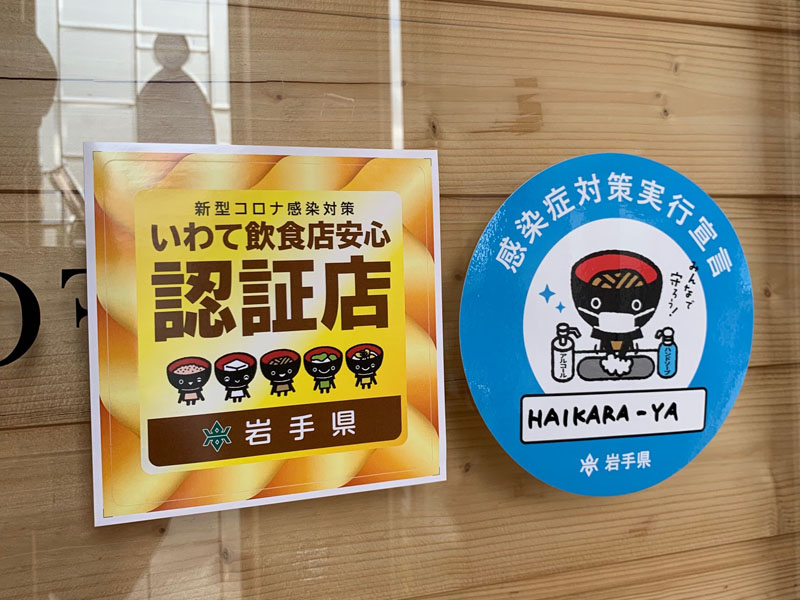 新型コロナ感染対策
いわて飲食店安心
認証店
岩手県
感染症対策実行宣言
みんなで
守ろう!
アルコール
ハンドソープ
HAIKARA-YA
岩手県